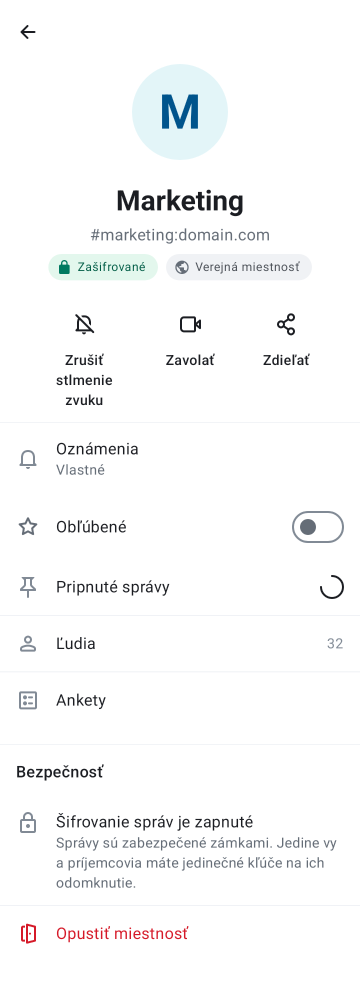 M
Marketing
#marketing:domain.com
Zašifrované
Verejná miestnosť
Zrušiť
stlmenie
zvuku
Zavolať
Zdieľať
Oznámenia
Vlastné
Obľúbené
Pripnuté správy
Ľudia
32
Ankety
Bezpečnosť
Šifrovanie správ je zapnuté
Správy sú zabezpečené zámkami. Jedine vy
a príjemcovia máte jedinečné kľúče na ich
odomknutie.
Opustiť miestnosť